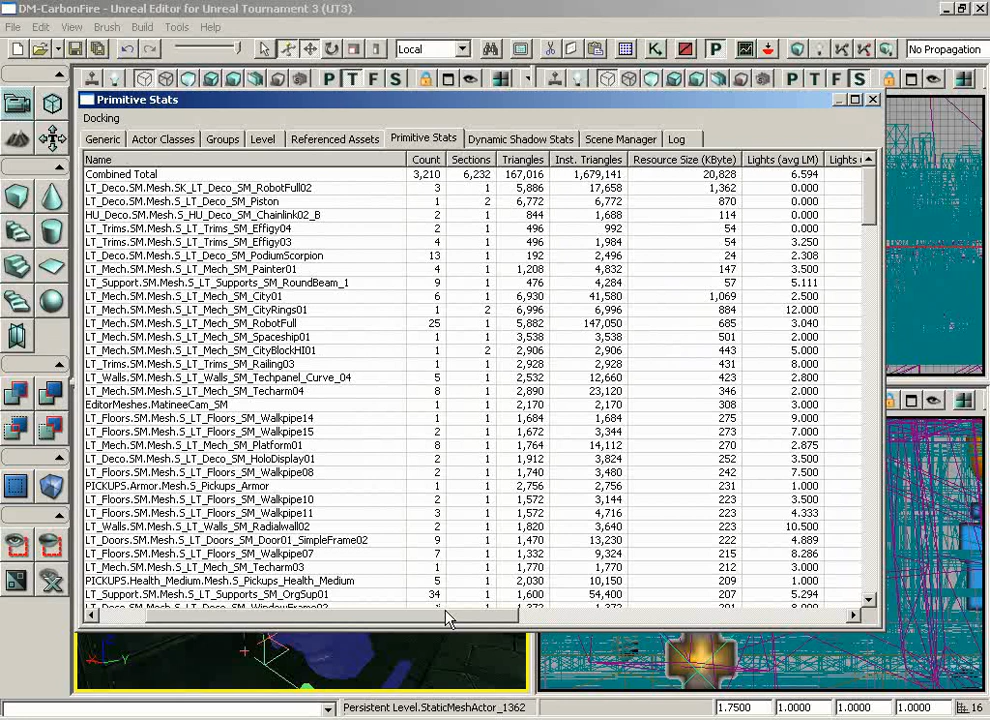 DM-CarbonFire - Unreal Editor for Unreal Tournament 3 (UT3)
File Edit View Brush Build Tools Help
Local No Propagation
P T F S P T F S
Primitive Stats
Docking
Generic Actor Classes Groups Level Referenced Assets Primitive Stats Dynamic Shadow Stats Scene Manager Log
Name Count Sections Triangles Inst. Triangles Resource Size (KByte) Lights (avg LM) Lights
Combined Total 3,210 6,232 167,016 1,679,141 20,828 6.594
LT_Deco.SM.Mesh.SK_LT_Deco_SM_RobotFull02 3 1 5,886 17,658 1,362 0.000
LT_Deco.SM.Mesh.S_LT_Deco_SM_Piston 1 2 6,772 6,772 870 0.000
HU_Deco.SM.Mesh.S_HU_Deco_SM_Chainlink02_B 2 1 844 1,688 114 0.000
LT_Trims.SM.Mesh.S_LT_Trims_SM_Effigy04 2 1 496 992 54 0.000
LT_Trims.SM.Mesh.S_LT_Trims_SM_Effigy03 4 1 496 1,984 54 3.250
LT_Deco.SM.Mesh.S_LT_Deco_SM_PodiumScorpion 13 1 192 2,496 24 2.308
LT_Mech.SM.Mesh.S_LT_Mech_SM_Painter01 4 1 1,208 4,832 147 3.500
LT_Support.SM.Mesh.S_LT_Supports_SM_RoundBeam_1 9 1 476 4,284 57 5.111
LT_Mech.SM.Mesh.S_LT_Mech_SM_City01 6 1 6,930 41,580 1,069 2.500
LT_Mech.SM.Mesh.S_LT_Mech_SM_CityRings01 1 2 6,996 6,996 884 12.000
LT_Mech.SM.Mesh.S_LT_Mech_SM_RobotFull 25 1 5,882 147,050 685 3.040
LT_Mech.SM.Mesh.S_LT_Mech_SM_Spaceship01 1 1 3,538 3,538 501 2.000
LT_Mech.SM.Mesh.S_LT_Mech_SM_CityBlockHI01 1 2 2,906 2,906 443 5.000
LT_Trims.SM.Mesh.S_LT_Trims_SM_Railing03 1 1 2,928 2,928 431 8.000
LT_Walls.SM.Mesh.S_LT_Walls_SM_Techpanel_Curve_04 5 1 2,532 12,660 423 2.800
LT_Mech.SM.Mesh.S_LT_Mech_SM_Techarm04 8 1 2,890 23,120 346 2.000
EditorMeshes.MatineeCam_SM 1 1 2,170 2,170 308 3.000
LT_Floors.SM.Mesh.S_LT_Floors_SM_Walkpipe14 1 1 1,684 1,684 275 9.000
LT_Floors.SM.Mesh.S_LT_Floors_SM_Walkpipe15 2 1 1,672 3,344 273 7.000
LT_Mech.SM.Mesh.S_LT_Mech_SM_Platform01 8 1 1,764 14,112 270 2.875
LT_Deco.SM.Mesh.S_LT_Deco_SM_HoloDisplay01 2 1 1,912 3,824 252 3.500
LT_Floors.SM.Mesh.S_LT_Floors_SM_Walkpipe08 2 1 1,740 3,480 242 7.500
PICKUPS.Armor.Mesh.S_Pickups_Armor 1 1 2,756 2,756 231 1.000
LT_Floors.SM.Mesh.S_LT_Floors_SM_Walkpipe10 2 1 1,572 3,144 223 3.500
LT_Floors.SM.Mesh.S_LT_Floors_SM_Walkpipe11 3 1 1,572 4,716 223 4.333
LT_Walls.SM.Mesh.S_LT_Walls_SM_Radialwall02 2 1 1,820 3,640 223 10.500
LT_Doors.SM.Mesh.S_LT_Doors_SM_Door01_SimpleFrame02 9 1 1,470 13,230 222 4.889
LT_Floors.SM.Mesh.S_LT_Floors_SM_Walkpipe07 7 1 1,332 9,324 215 8.286
LT_Mech.SM.Mesh.S_LT_Mech_SM_Techarm03 1 1 1,770 1,770 212 3.000
PICKUPS.Health_Medium.Mesh.S_Pickups_Health_Medium 5 1 2,030 10,150 209 1.000
LT_Support.SM.Mesh.S_LT_Supports_SM_OrgSup01 34 1 1,600 54,400 207 5.294
LT_Deco.SM.Mesh.S_LT_Deco_SM_WindowFrame02 1 1,372 1,372 201 8.000
Y
Persistent Level.StaticMeshActor_1362 1.7500 1.0000 1.0000 1.0000 16